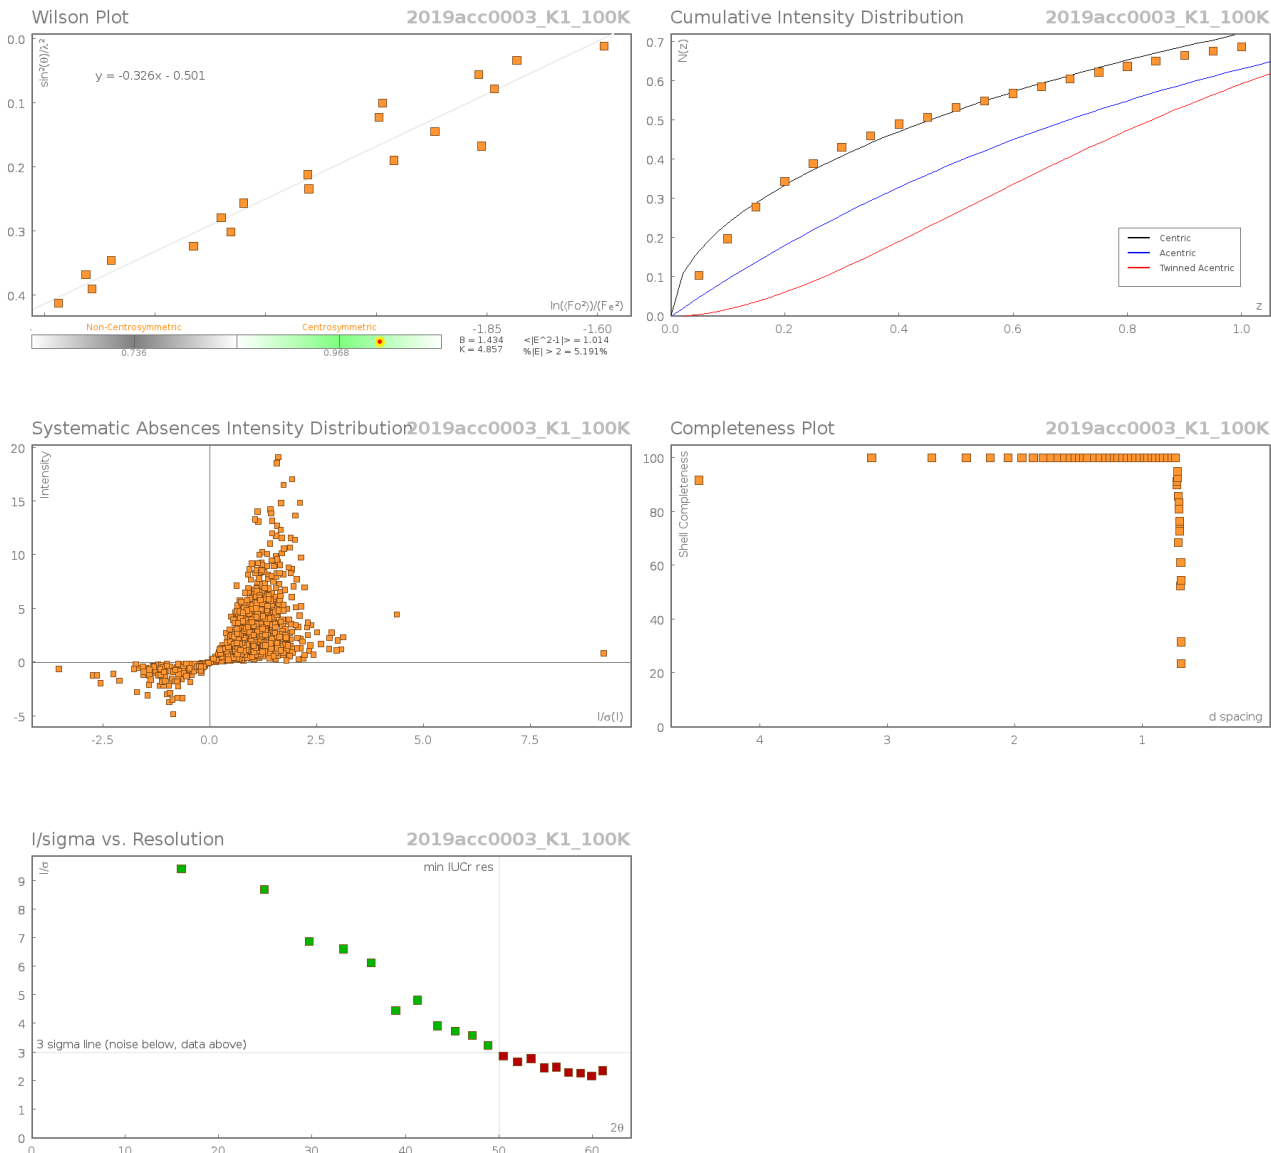 Wilson Plot
2019acc0003_K1_100K
sin²(θ)/λ²
y = -0.326x - 0.501
0.0
0.1
0.2
0.3
0.4
ln(⟨Fo²⟩)/(Fₑ²)
-1.85
-1.60
Non-Centrosymmetric
Centrosymmetric
0.736
0.968
B = 1.434
K = 4.857
<|E^2-1|> = 1.014
%|E| > 2 = 5.191%
Cumulative Intensity Distribution
2019acc0003_K1_100K
N(z)
0.7
0.6
0.5
0.4
0.3
0.2
0.1
0.0
Centric
Acentric
Twinned Acentric
z
0.0
0.2
0.4
0.6
0.8
1.0
Systematic Absences Intensity Distribution
2019acc0003_K1_100K
Intensity
20
15
10
5
0
-5
I/σ(I)
-2.5
0.0
2.5
5.0
7.5
Completeness Plot
2019acc0003_K1_100K
Shell Completeness
100
80
60
40
20
0
d spacing
4
3
2
1
I/sigma vs. Resolution
2019acc0003_K1_100K
I/σ
min IUCr res
9
8
7
6
5
4
3 sigma line (noise below, data above)
3
2
1
0
2θ
0
10
20
30
40
50
60